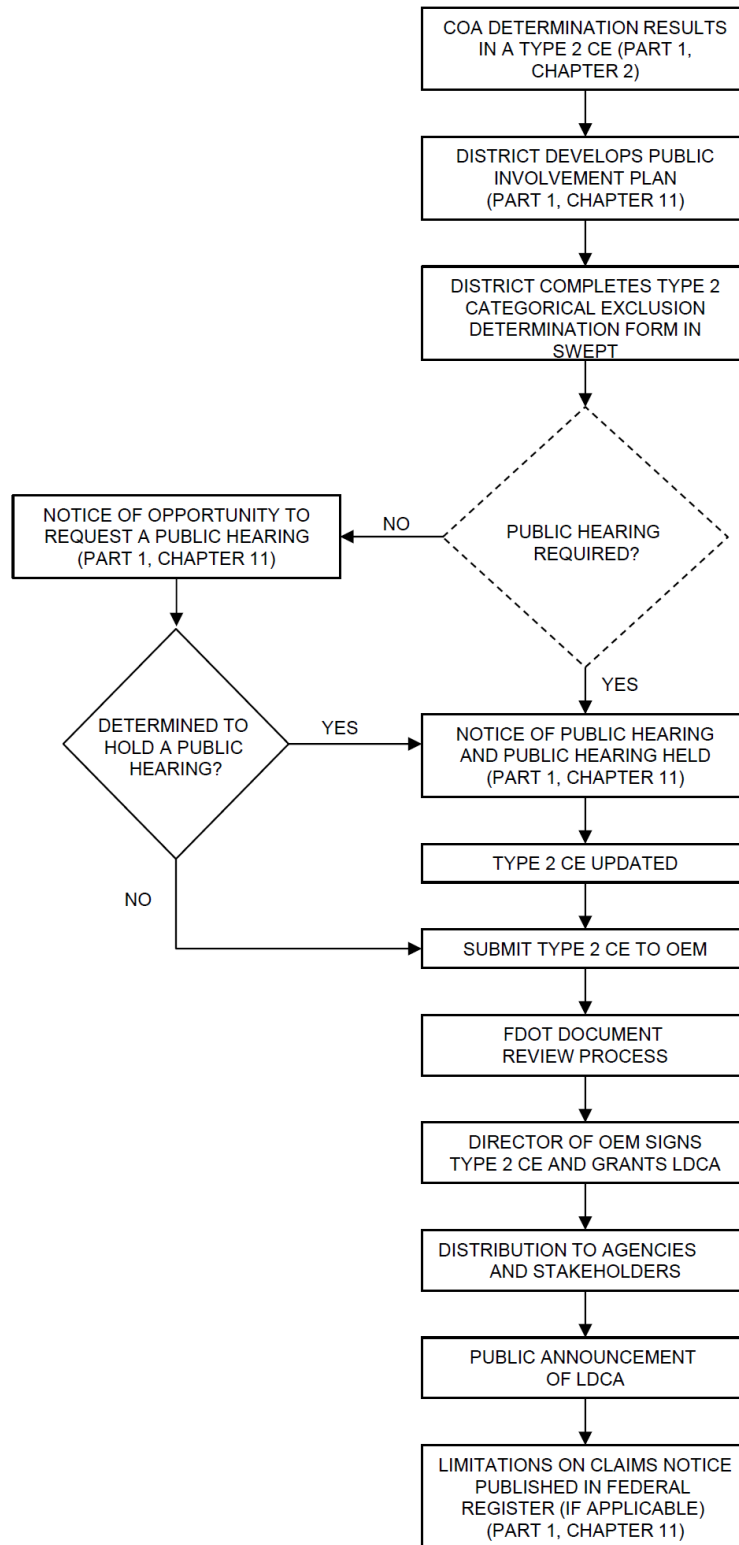 COA DETERMINATION RESULTS
IN A TYPE 2 CE (PART 1,
CHAPTER 2)
DISTRICT DEVELOPS PUBLIC
INVOLVEMENT PLAN
(PART 1, CHAPTER 11)
DISTRICT COMPLETES TYPE 2
CATEGORICAL EXCLUSION
DETERMINATION FORM IN
SWEPT
PUBLIC HEARING
REQUIRED?
NO
NOTICE OF OPPORTUNITY TO
REQUEST A PUBLIC HEARING
(PART 1, CHAPTER 11)
YES
DETERMINED TO
HOLD A PUBLIC
HEARING?
YES
NOTICE OF PUBLIC HEARING
AND PUBLIC HEARING HELD
(PART 1, CHAPTER 11)
TYPE 2 CE UPDATED
NO
SUBMIT TYPE 2 CE TO OEM
FDOT DOCUMENT
REVIEW PROCESS
DIRECTOR OF OEM SIGNS
TYPE 2 CE AND GRANTS LDCA
DISTRIBUTION TO AGENCIES
AND STAKEHOLDERS
PUBLIC ANNOUNCEMENT
OF LDCA
LIMITATIONS ON CLAIMS NOTICE
PUBLISHED IN FEDERAL
REGISTER (IF APPLICABLE)
(PART 1, CHAPTER 11)